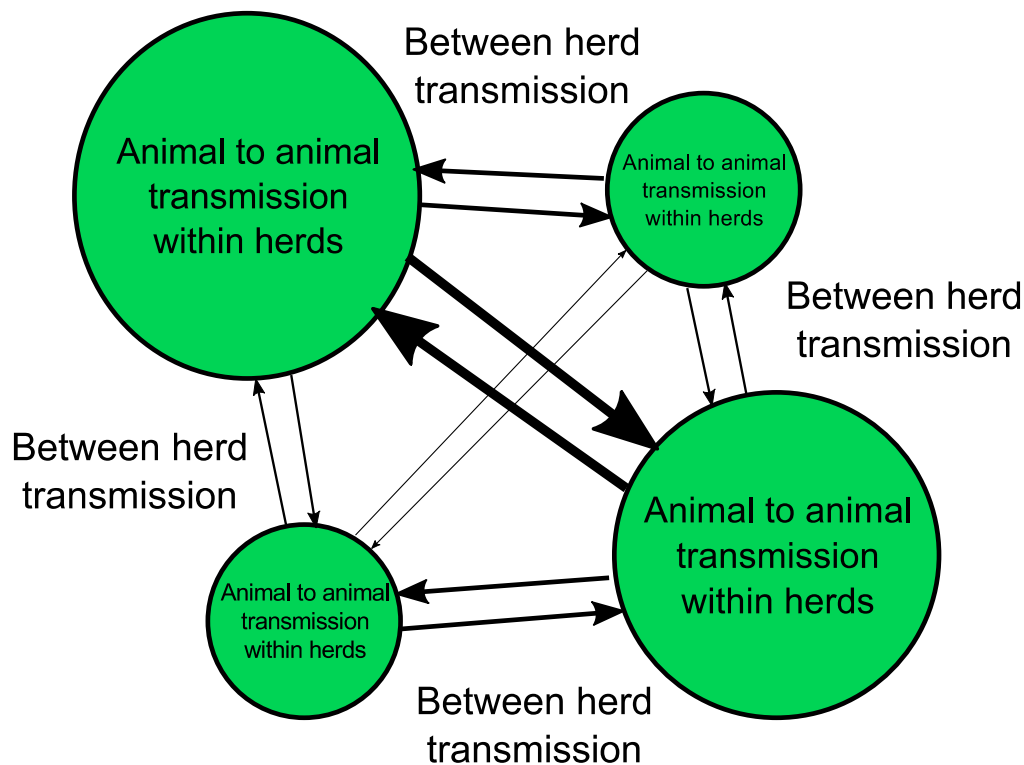 Between herd
transmission
Animal to animal
transmission
within herds
Animal to animal
transmission
within herds
Between herd
transmission
Between herd
transmission
Animal to animal
transmission
within herds
Animal to animal
transmission
within herds
Between herd
transmission